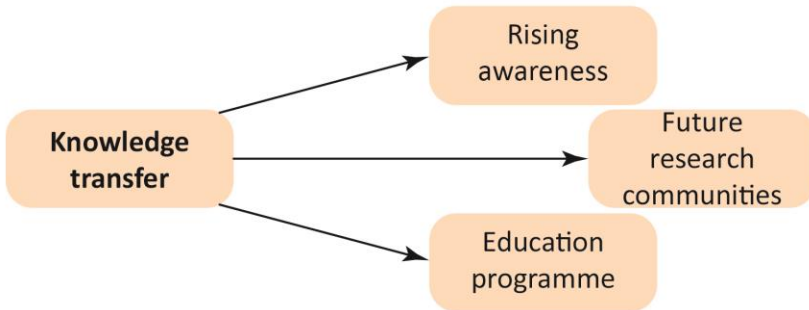 Rising
awareness
Knowledge
transfer
Future
research
communities
Education
programme